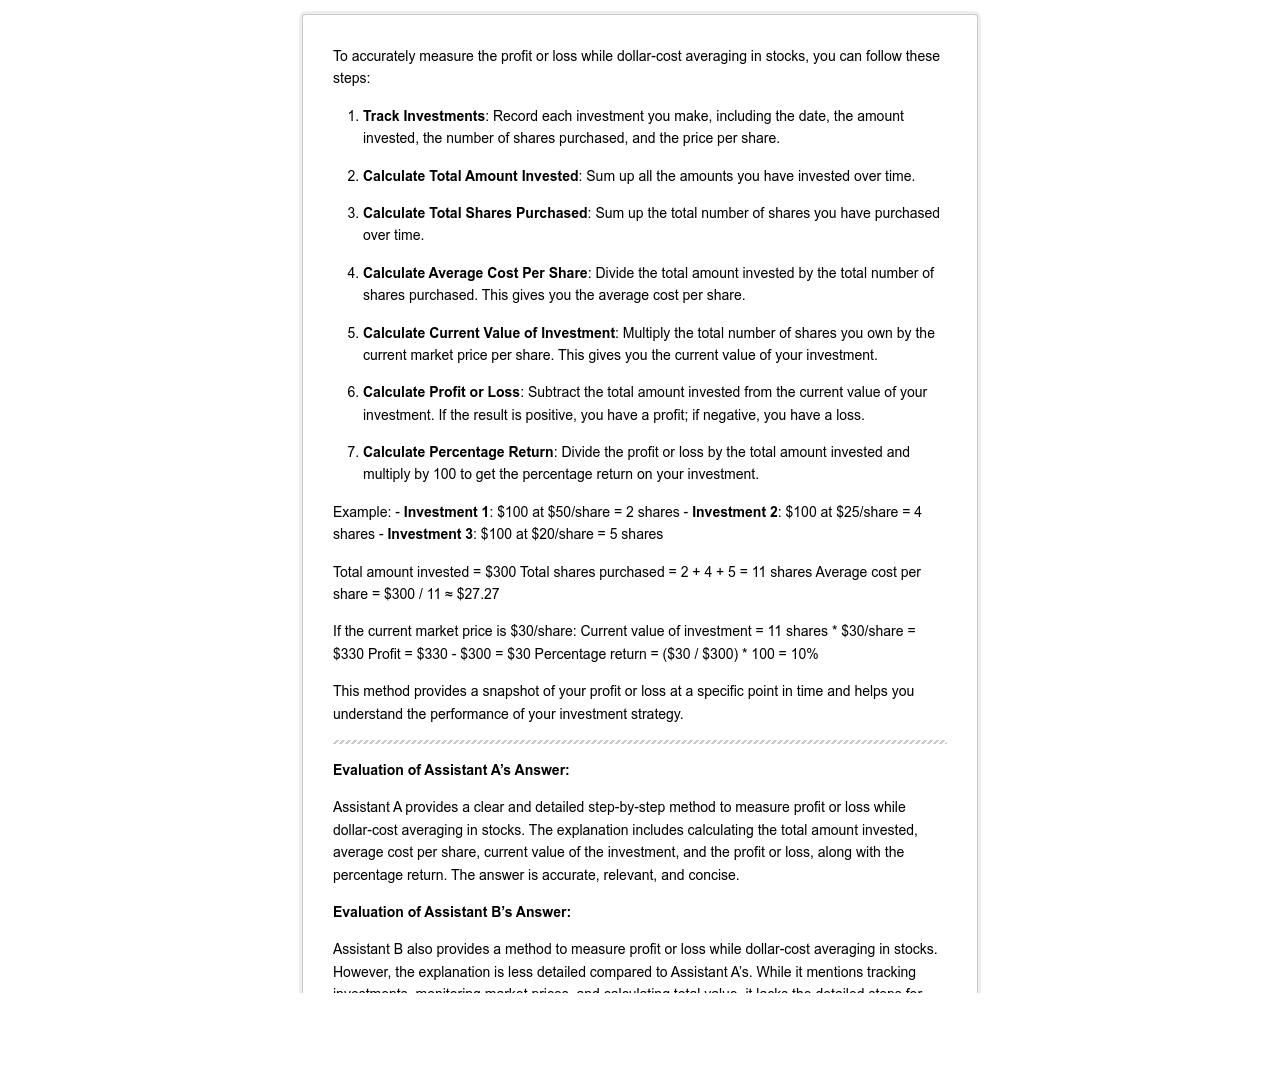 To accurately measure the profit or loss while dollar-cost averaging in stocks, you can follow these
steps:
1. Track Investments: Record each investment you make, including the date, the amount
invested, the number of shares purchased, and the price per share.
2. Calculate Total Amount Invested: Sum up all the amounts you have invested over time.
3. Calculate Total Shares Purchased: Sum up the total number of shares you have purchased
over time.
4. Calculate Average Cost Per Share: Divide the total amount invested by the total number of
shares purchased. This gives you the average cost per share.
5. Calculate Current Value of Investment: Multiply the total number of shares you own by the
current market price per share. This gives you the current value of your investment.
6. Calculate Profit or Loss: Subtract the total amount invested from the current value of your
investment. If the result is positive, you have a profit; if negative, you have a loss.
7. Calculate Percentage Return: Divide the profit or loss by the total amount invested and
multiply by 100 to get the percentage return on your investment.
Example: - Investment 1: $100 at $50/share = 2 shares - Investment 2: $100 at $25/share = 4
shares - Investment 3: $100 at $20/share = 5 shares
Total amount invested = $300 Total shares purchased = 2 + 4 + 5 = 11 shares Average cost per
share = $300 / 11 ≈ $27.27
If the current market price is $30/share: Current value of investment = 11 shares * $30/share =
$330 Profit = $330 - $300 = $30 Percentage return = ($30 / $300) * 100 = 10%
This method provides a snapshot of your profit or loss at a specific point in time and helps you
understand the performance of your investment strategy.
Evaluation of Assistant A’s Answer:
Assistant A provides a clear and detailed step-by-step method to measure profit or loss while
dollar-cost averaging in stocks. The explanation includes calculating the total amount invested,
average cost per share, current value of the investment, and the profit or loss, along with the
percentage return. The answer is accurate, relevant, and concise.
Evaluation of Assistant B’s Answer:
Assistant B also provides a method to measure profit or loss while dollar-cost averaging in stocks.
However, the explanation is less detailed compared to Assistant A’s. While it mentions tracking
investments, monitoring market prices, and calculating total value, it lacks the detailed steps for